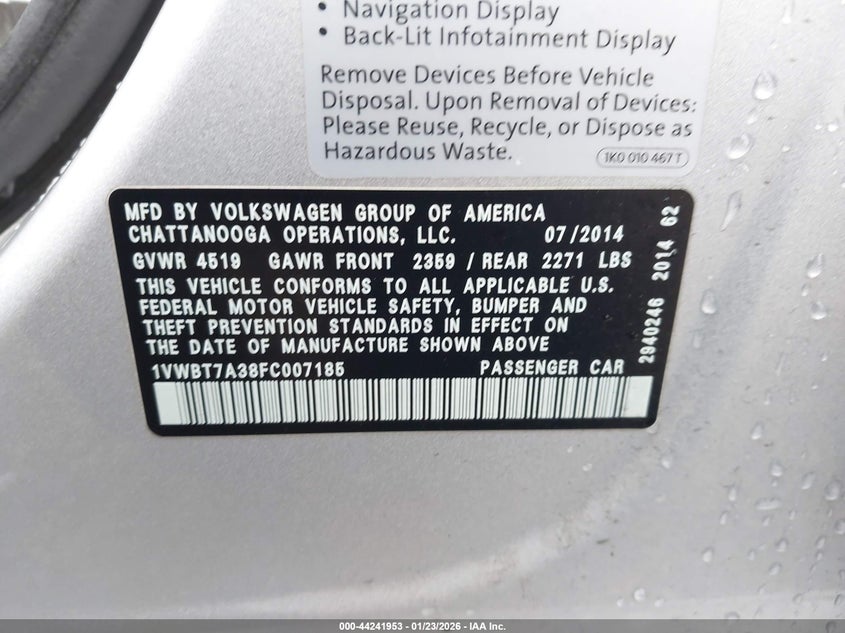 • Navigation Display
• Back-Lit Infotainment Display
Remove Devices Before Vehicle
Disposal. Upon Removal of Devices:
Please Reuse, Recycle, or Dispose as
Hazardous Waste.
1K0 010 467 T
MFD BY VOLKSWAGEN GROUP OF AMERICA
CHATTANOOGA OPERATIONS, LLC. 07/2014
GVWR 4519 GAWR FRONT 2359 / REAR 2271 LBS
THIS VEHICLE CONFORMS TO ALL APPLICABLE U.S.
FEDERAL MOTOR VEHICLE SAFETY, BUMPER AND
THEFT PREVENTION STANDARDS IN EFFECT ON
THE DATE OF MANUFACTURE SHOWN ABOVE
1VWBT7A38FC007185 PASSENGER CAR
2940246 2014 62
000-44241953 — 01/23/2026 — IAA Inc.